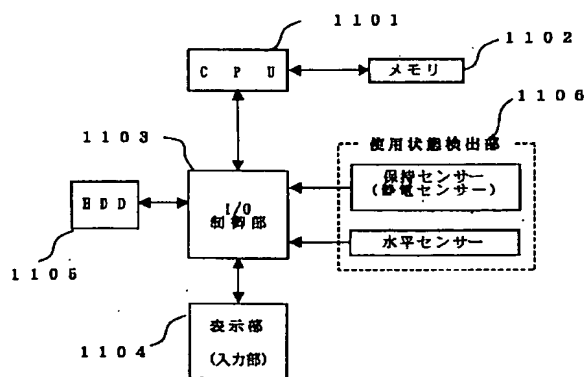 1101
CPU
メモリ
1102
1103
1106
使用状態検出部
保持センサー
(静電センサー)
HDD
I/O
制御部
水平センサー
1105
1104
表示部
(入力部)